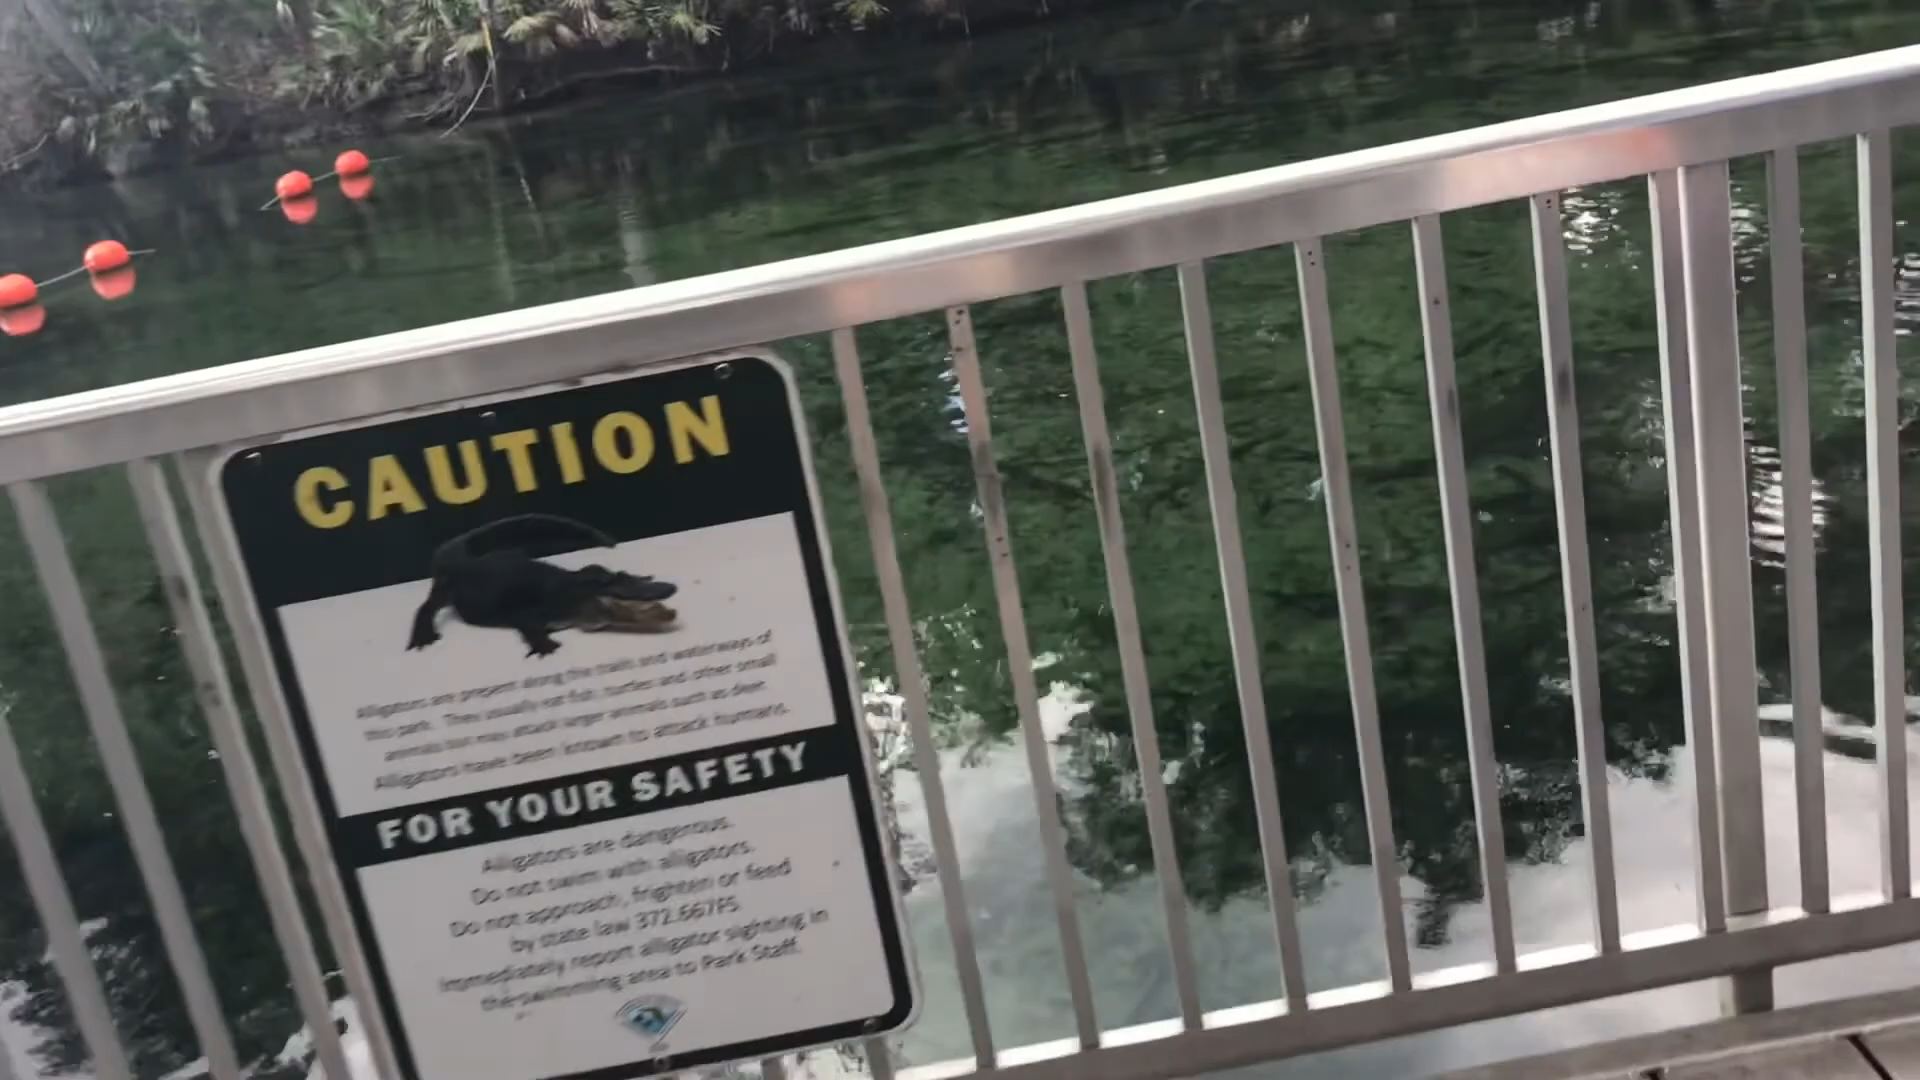 CAUTION
Alligators are present along the trails and waterways of
this park. They usually eat fish, turtles and other small
animals but may attack larger animals such as deer.
Alligators have been known to attack humans.
FOR YOUR SAFETY
Alligators are dangerous.
Do not swim with alligators.
Do not approach, frighten or feed
by state law 372.667FS
Immediately report alligator sighting in
the swimming area to Park Staff.